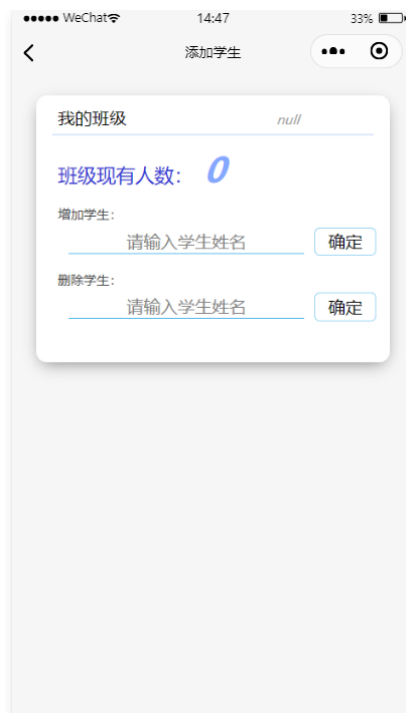 WeChat 14:47 33%
添加学生
我的班级 null
班级现有人数： 0
增加学生：
请输入学生姓名 确定
删除学生：
请输入学生姓名 确定